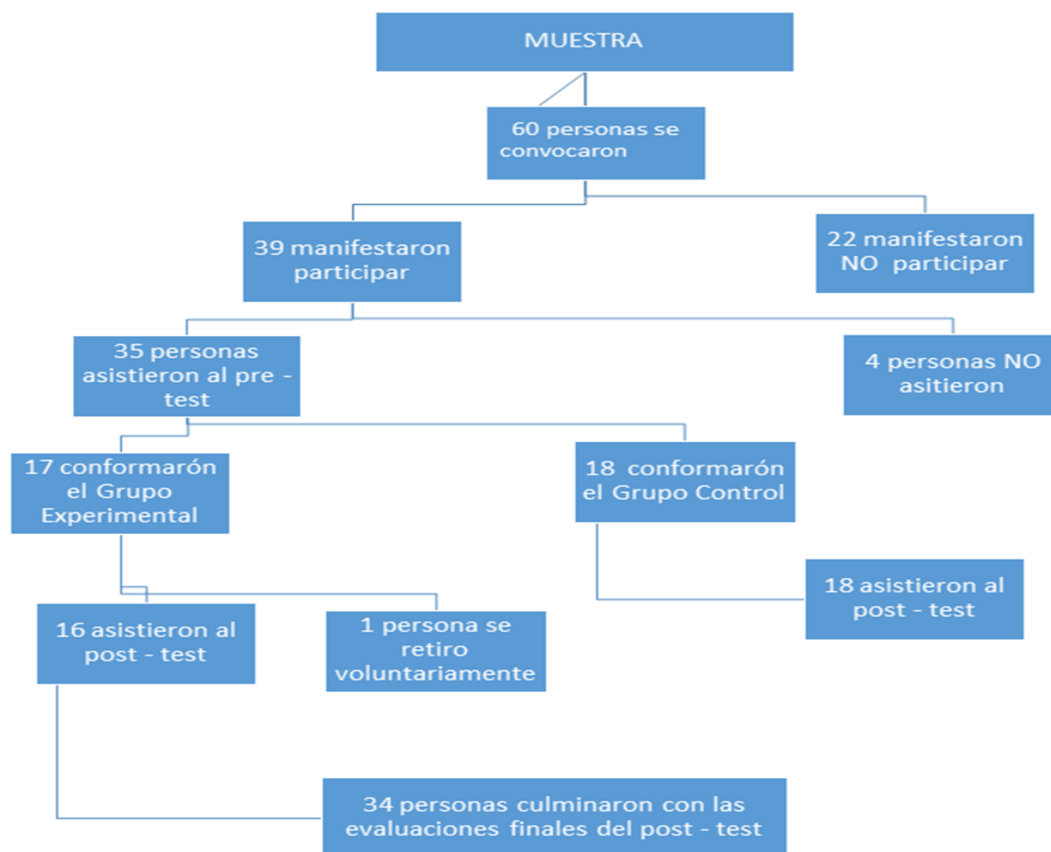 MUESTRA
60 personas se
convocaron
39 manifestaron
participar
22 manifestaron
NO participar
35 personas
asistieron al pre -
test
4 personas NO
asitieron
17 conformarón
el Grupo
Experimental
18 conformarón
el Grupo Control
18 asistieron al
post - test
16 asistieron al
post - test
1 persona se
retiro
voluntariamente
34 personas culminaron con las
evaluaciones finales del post - test